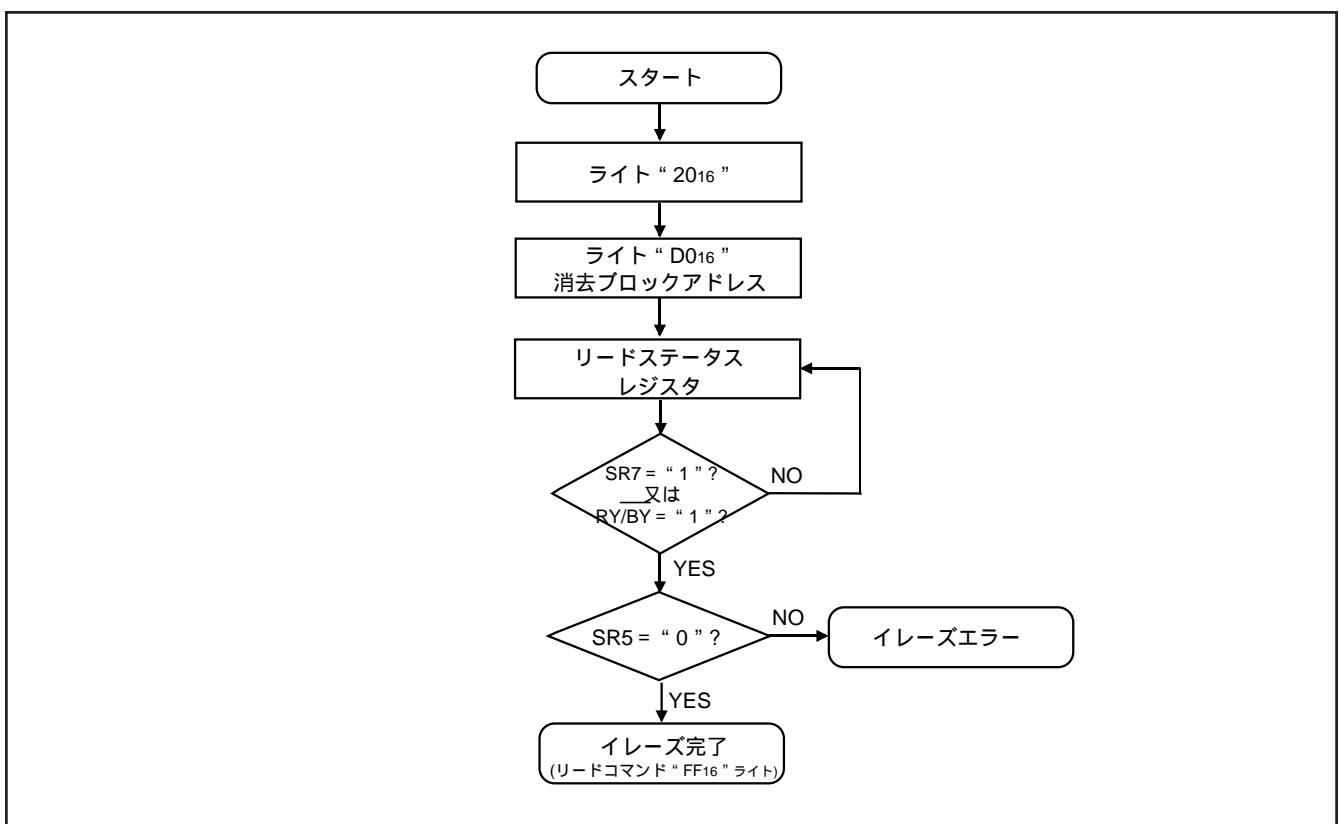 スタート
ライト “ 2016 ”
ライト “ D016 ”
消去ブロックアドレス
リードステータス
レジスタ
SR7 = “ 1 ” ?
又は
RY/BY = “ 1 ” ?
NO
YES
SR5 = “ 0 ” ?
NO
イレーズエラー
YES
イレーズ完了
(リードコマンド “ FF16 ” ライト)